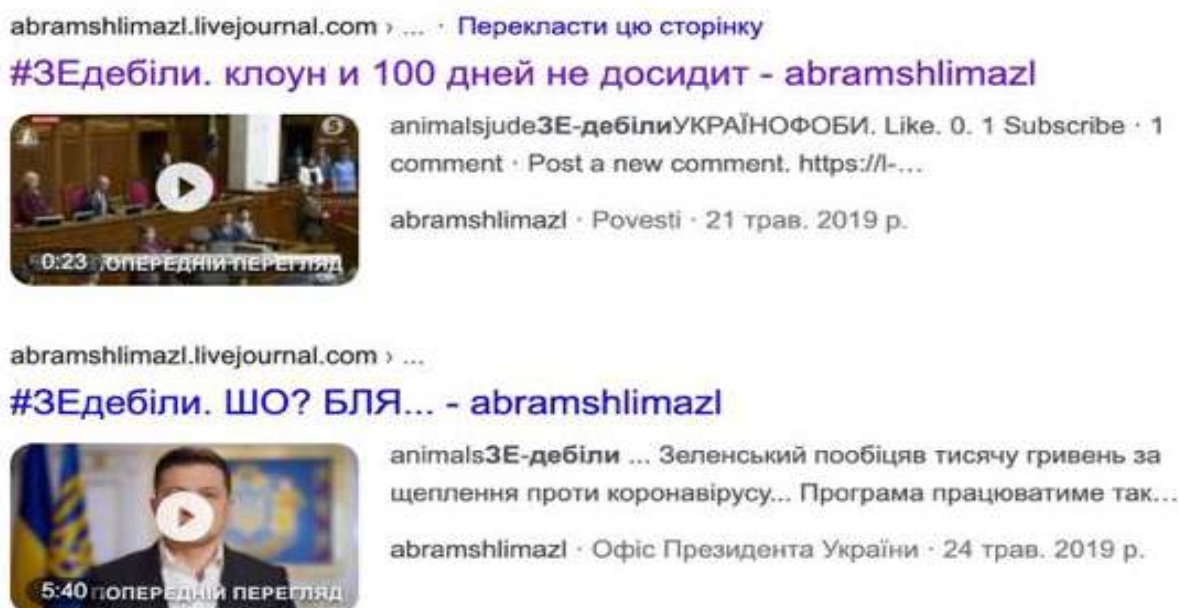 abramshlimazl.livejournal.com › ... · Перекласти цю сторінку
#ЗЕдебіли. клоун и 100 дней не досидит - abramshlimazl
animalsjudeЗЕ-дебілиУКРАЇНОФОБИ. Like. 0. 1 Subscribe · 1
comment · Post a new comment. https://l-...
abramshlimazl · Povesti · 21 трав. 2019 р.
5
0:23 ПОПЕРЕДНІЙ ПЕРЕГЛЯД
abramshlimazl.livejournal.com › ...
#ЗЕдебіли. ШО? БЛЯ... - abramshlimazl
animalsЗЕ-дебіли ... Зеленський пообіцяв тисячу гривень за
щеплення проти коронавірусу... Програма працюватиме так...
abramshlimazl · Офіс Президента України · 24 трав. 2019 р.
5:40 ПОПЕРЕДНІЙ ПЕРЕГЛЯД